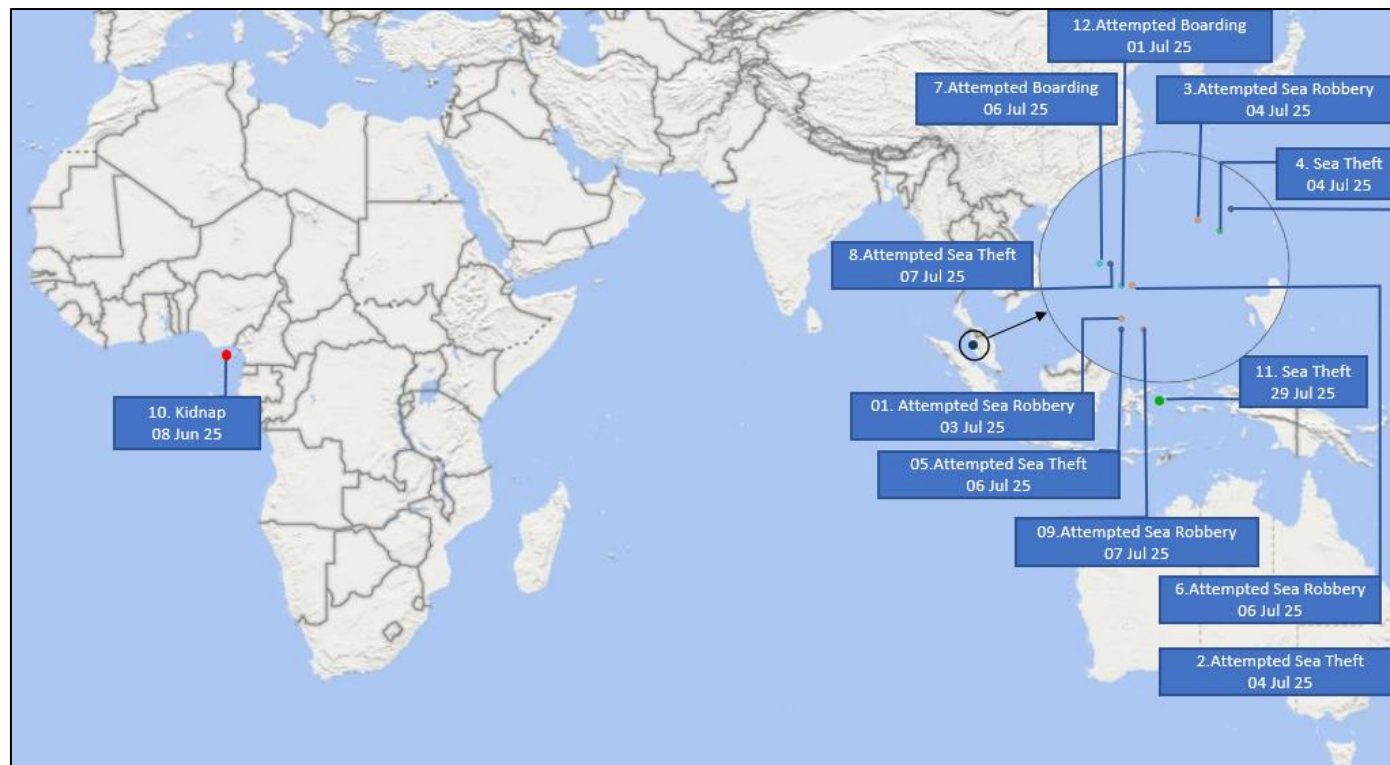 12.Attempted Boarding
01 Jul 25
7.Attempted Boarding
06 Jul 25
3.Attempted Sea Robbery
04 Jul 25
4. Sea Theft
04 Jul 25
8.Attempted Sea Theft
07 Jul 25
11. Sea Theft
29 Jul 25
01. Attempted Sea Robbery
03 Jul 25
10. Kidnap
08 Jun 25
05.Attempted Sea Theft
06 Jul 25
09.Attempted Sea Robbery
07 Jul 25
6.Attempted Sea Robbery
06 Jul 25
2.Attempted Sea Theft
04 Jul 25